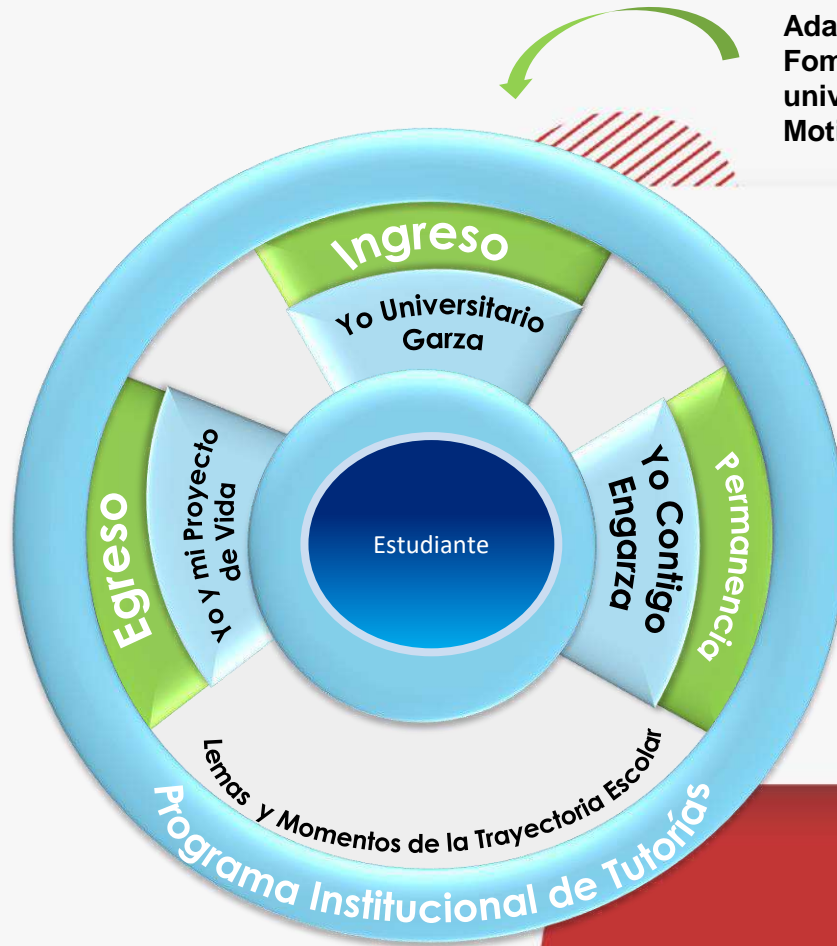 Ingreso
Yo Universitario
Garza
Permanencia
Yo Contigo
Engarza
Egreso
Yo y mi Proyecto
de Vida
Estudiante
Lemas y Momentos de la Trayectoria Escolar
Programa Institucional de Tutorías